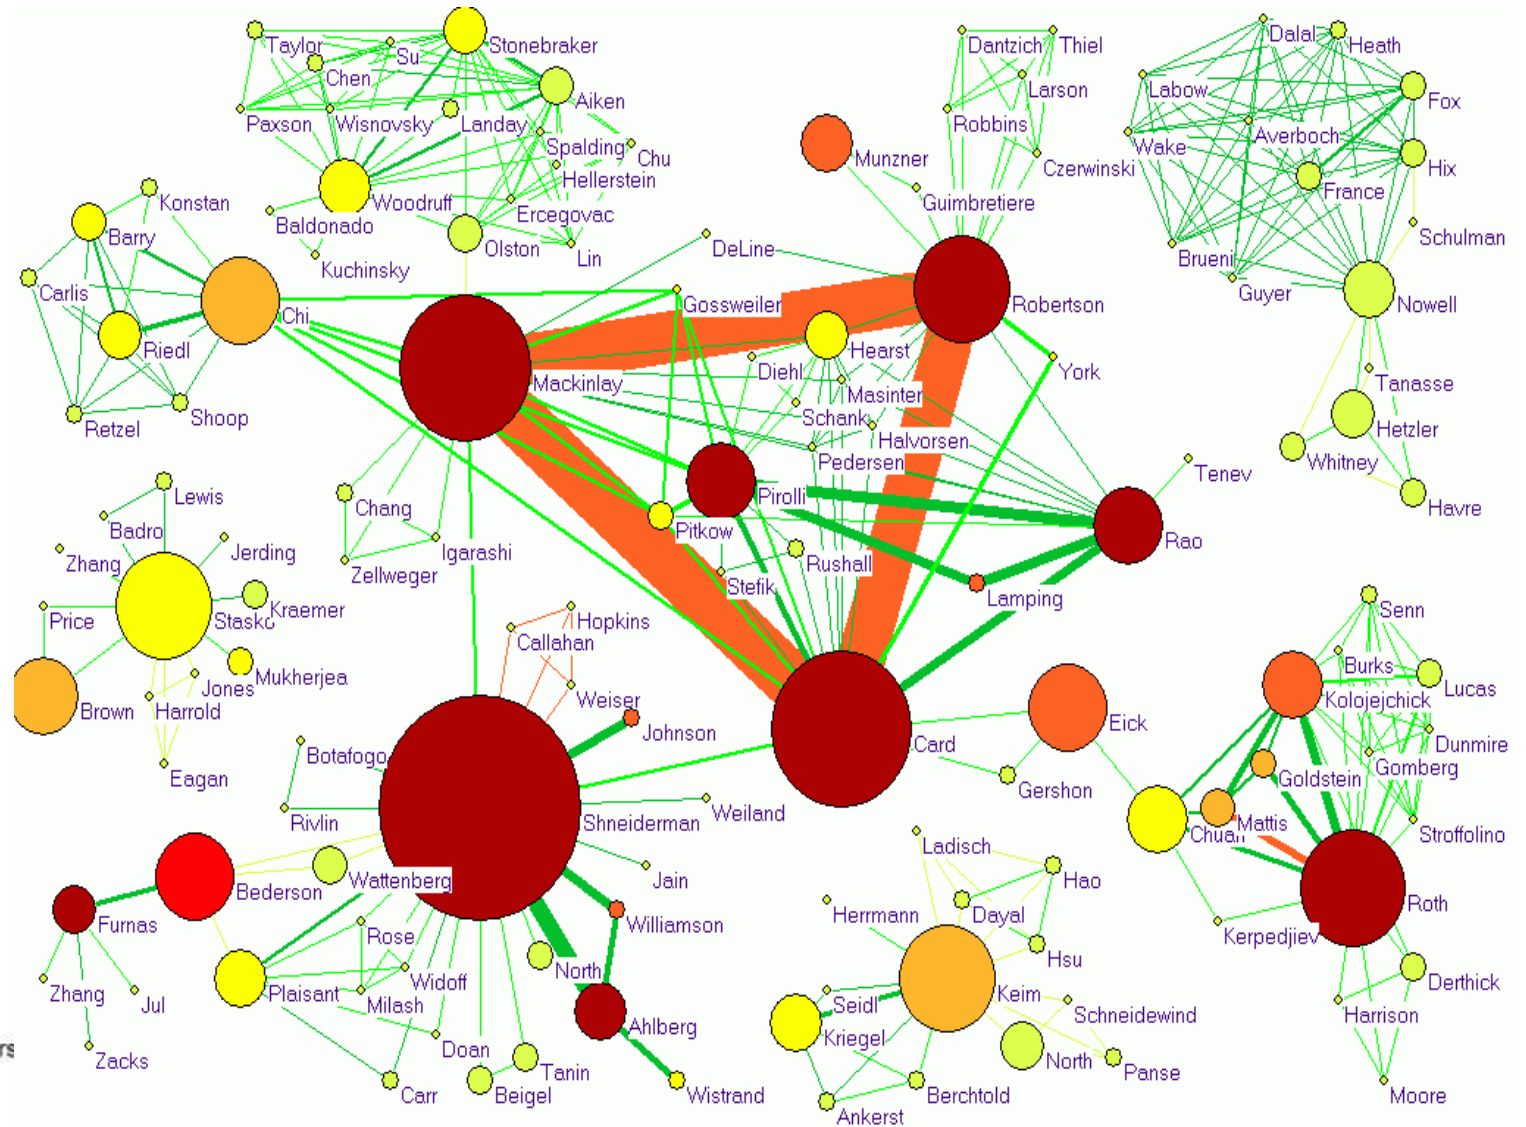 Taylor
Su
Stonebraker
Chen
Aiken
Paxson
Wisnovsky
Landay
Spalding
Chu
Hellerstein
Woodruff
Ercegovac
Baldonado
Olston
Lin
Kuchinsky
Konstan
Barry
Carlis
Chi
Riedl
Retzel
Shoop
Dantzich
Thiel
Larson
Robbins
Czerwinski
Munzner
Guimbretiere
DeLine
Robertson
Gossweiler
Hearst
York
Mackinlay
Diehl
Masinter
Schank
Halvorsen
Pedersen
Pirolli
Tenev
Pitkow
Rao
Rushall
Stefik
Lamping
Chang
Igarashi
Zellweger
Dalal
Heath
Labow
Fox
Averboch
Wake
Hix
France
Schulman
Brueni
Guyer
Nowell
Tanasse
Hetzler
Whitney
Havre
Lewis
Badro
Jerding
Zhang
Kraemer
Price
Stasko
Mukherjea
Jones
Brown
Harrold
Eagan
Hopkins
Callahan
Weiser
Johnson
Botafogo
Card
Eick
Gershon
Rivlin
Shneiderman
Weiland
Wattenberg
Jain
Bederson
Furnas
Williamson
Rose
North
Widoff
Plaisant
Milash
Zhang
Jul
Ahlberg
Zacks
Doan
Tanin
Carr
Beigel
Wistrand
Senn
Burks
Kolojejchick
Lucas
Dunmire
Gomberg
Goldstein
Mattis
Chuah
Stroffolino
Roth
Kerpedjiev
Derthick
Harrison
Moore
Ladisch
Hao
Herrmann
Dayal
Hsu
Keim
Seidl
Schneidewind
Kriegel
North
Panse
Berchtold
Ankerst
rs